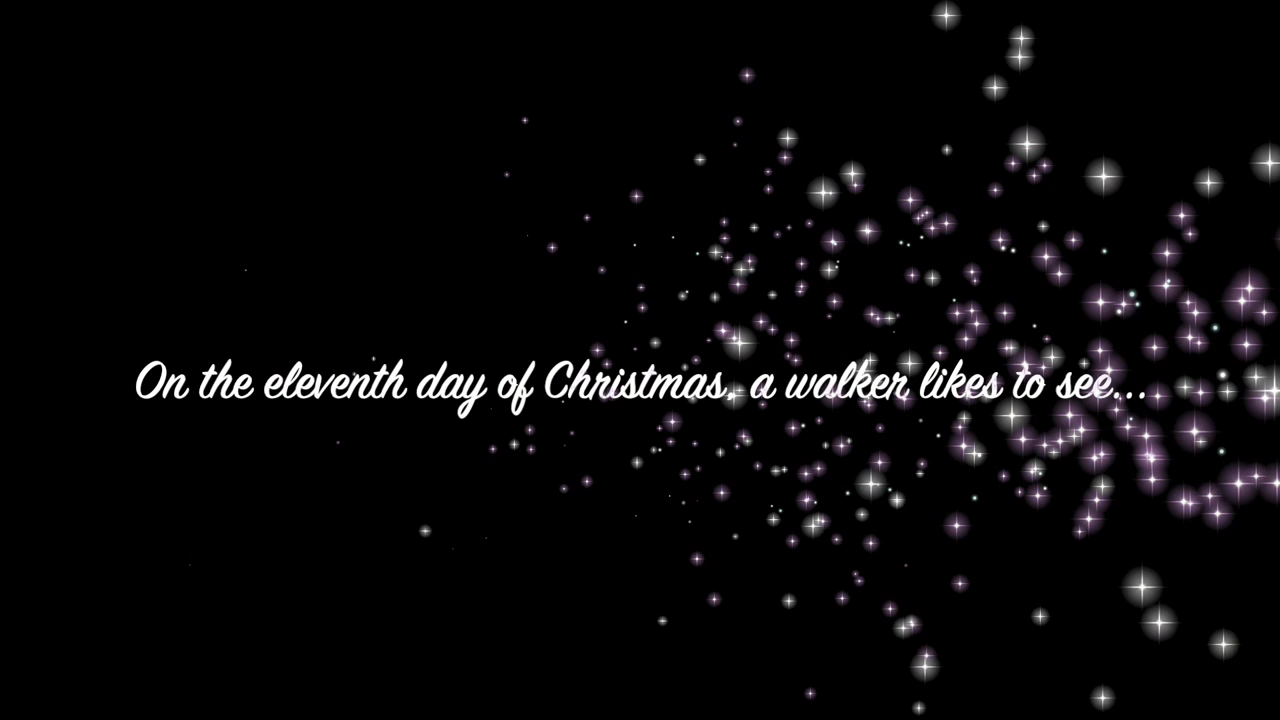 On the eleventh day of Christmas, a walker likes to see...